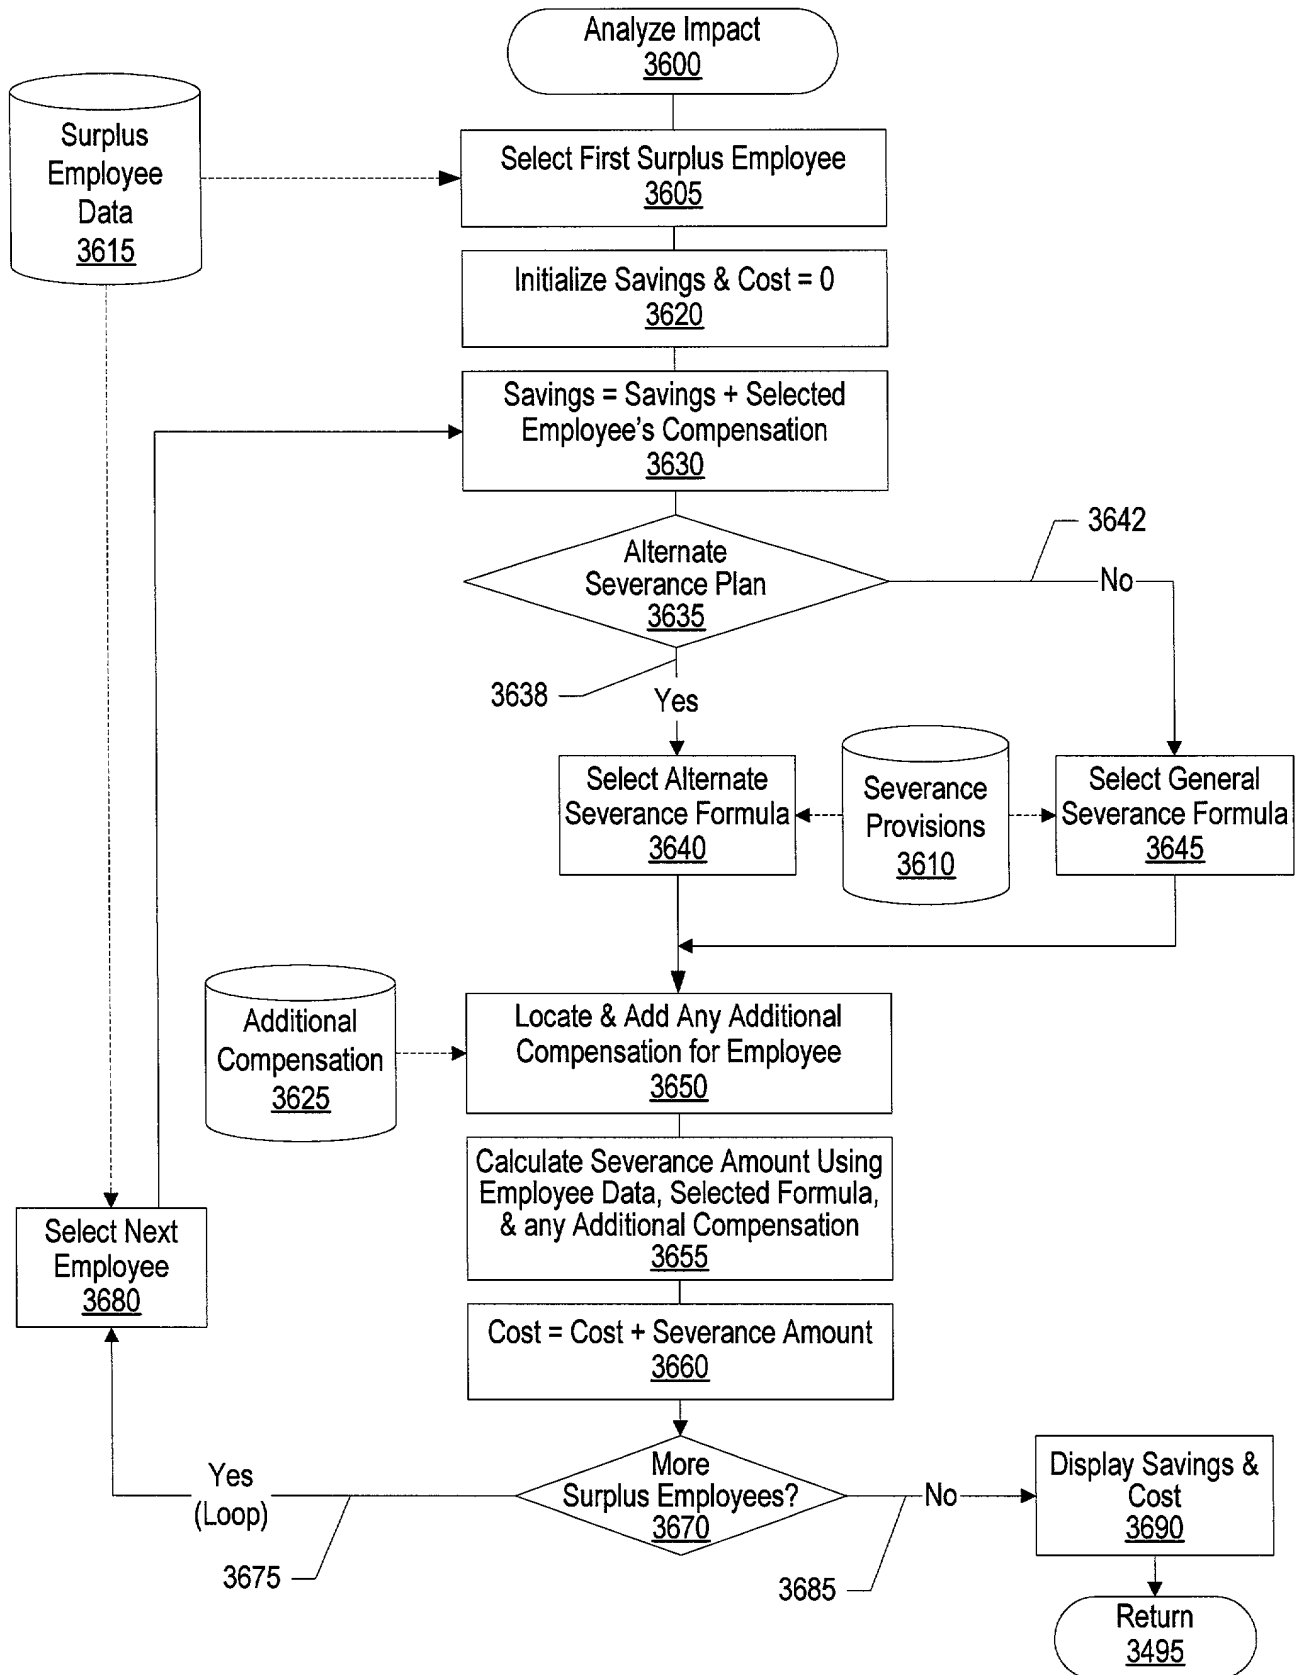 Analyze Impact
3600
Surplus
Employee
Data
3615
Select First Surplus Employee
3605
Initialize Savings & Cost = 0
3620
Savings = Savings + Selected
Employee's Compensation
3630
Alternate
Severance Plan
3635
3642
No
3638
Yes
Select Alternate
Severance Formula
3640
Severance
Provisions
3610
Select General
Severance Formula
3645
Additional
Compensation
3625
Locate & Add Any Additional
Compensation for Employee
3650
Calculate Severance Amount Using
Employee Data, Selected Formula,
& any Additional Compensation
3655
Select Next
Employee
3680
Cost = Cost + Severance Amount
3660
More
Surplus Employees?
3670
Yes
(Loop)
3675
No
3685
Display Savings &
Cost
3690
Return
3495